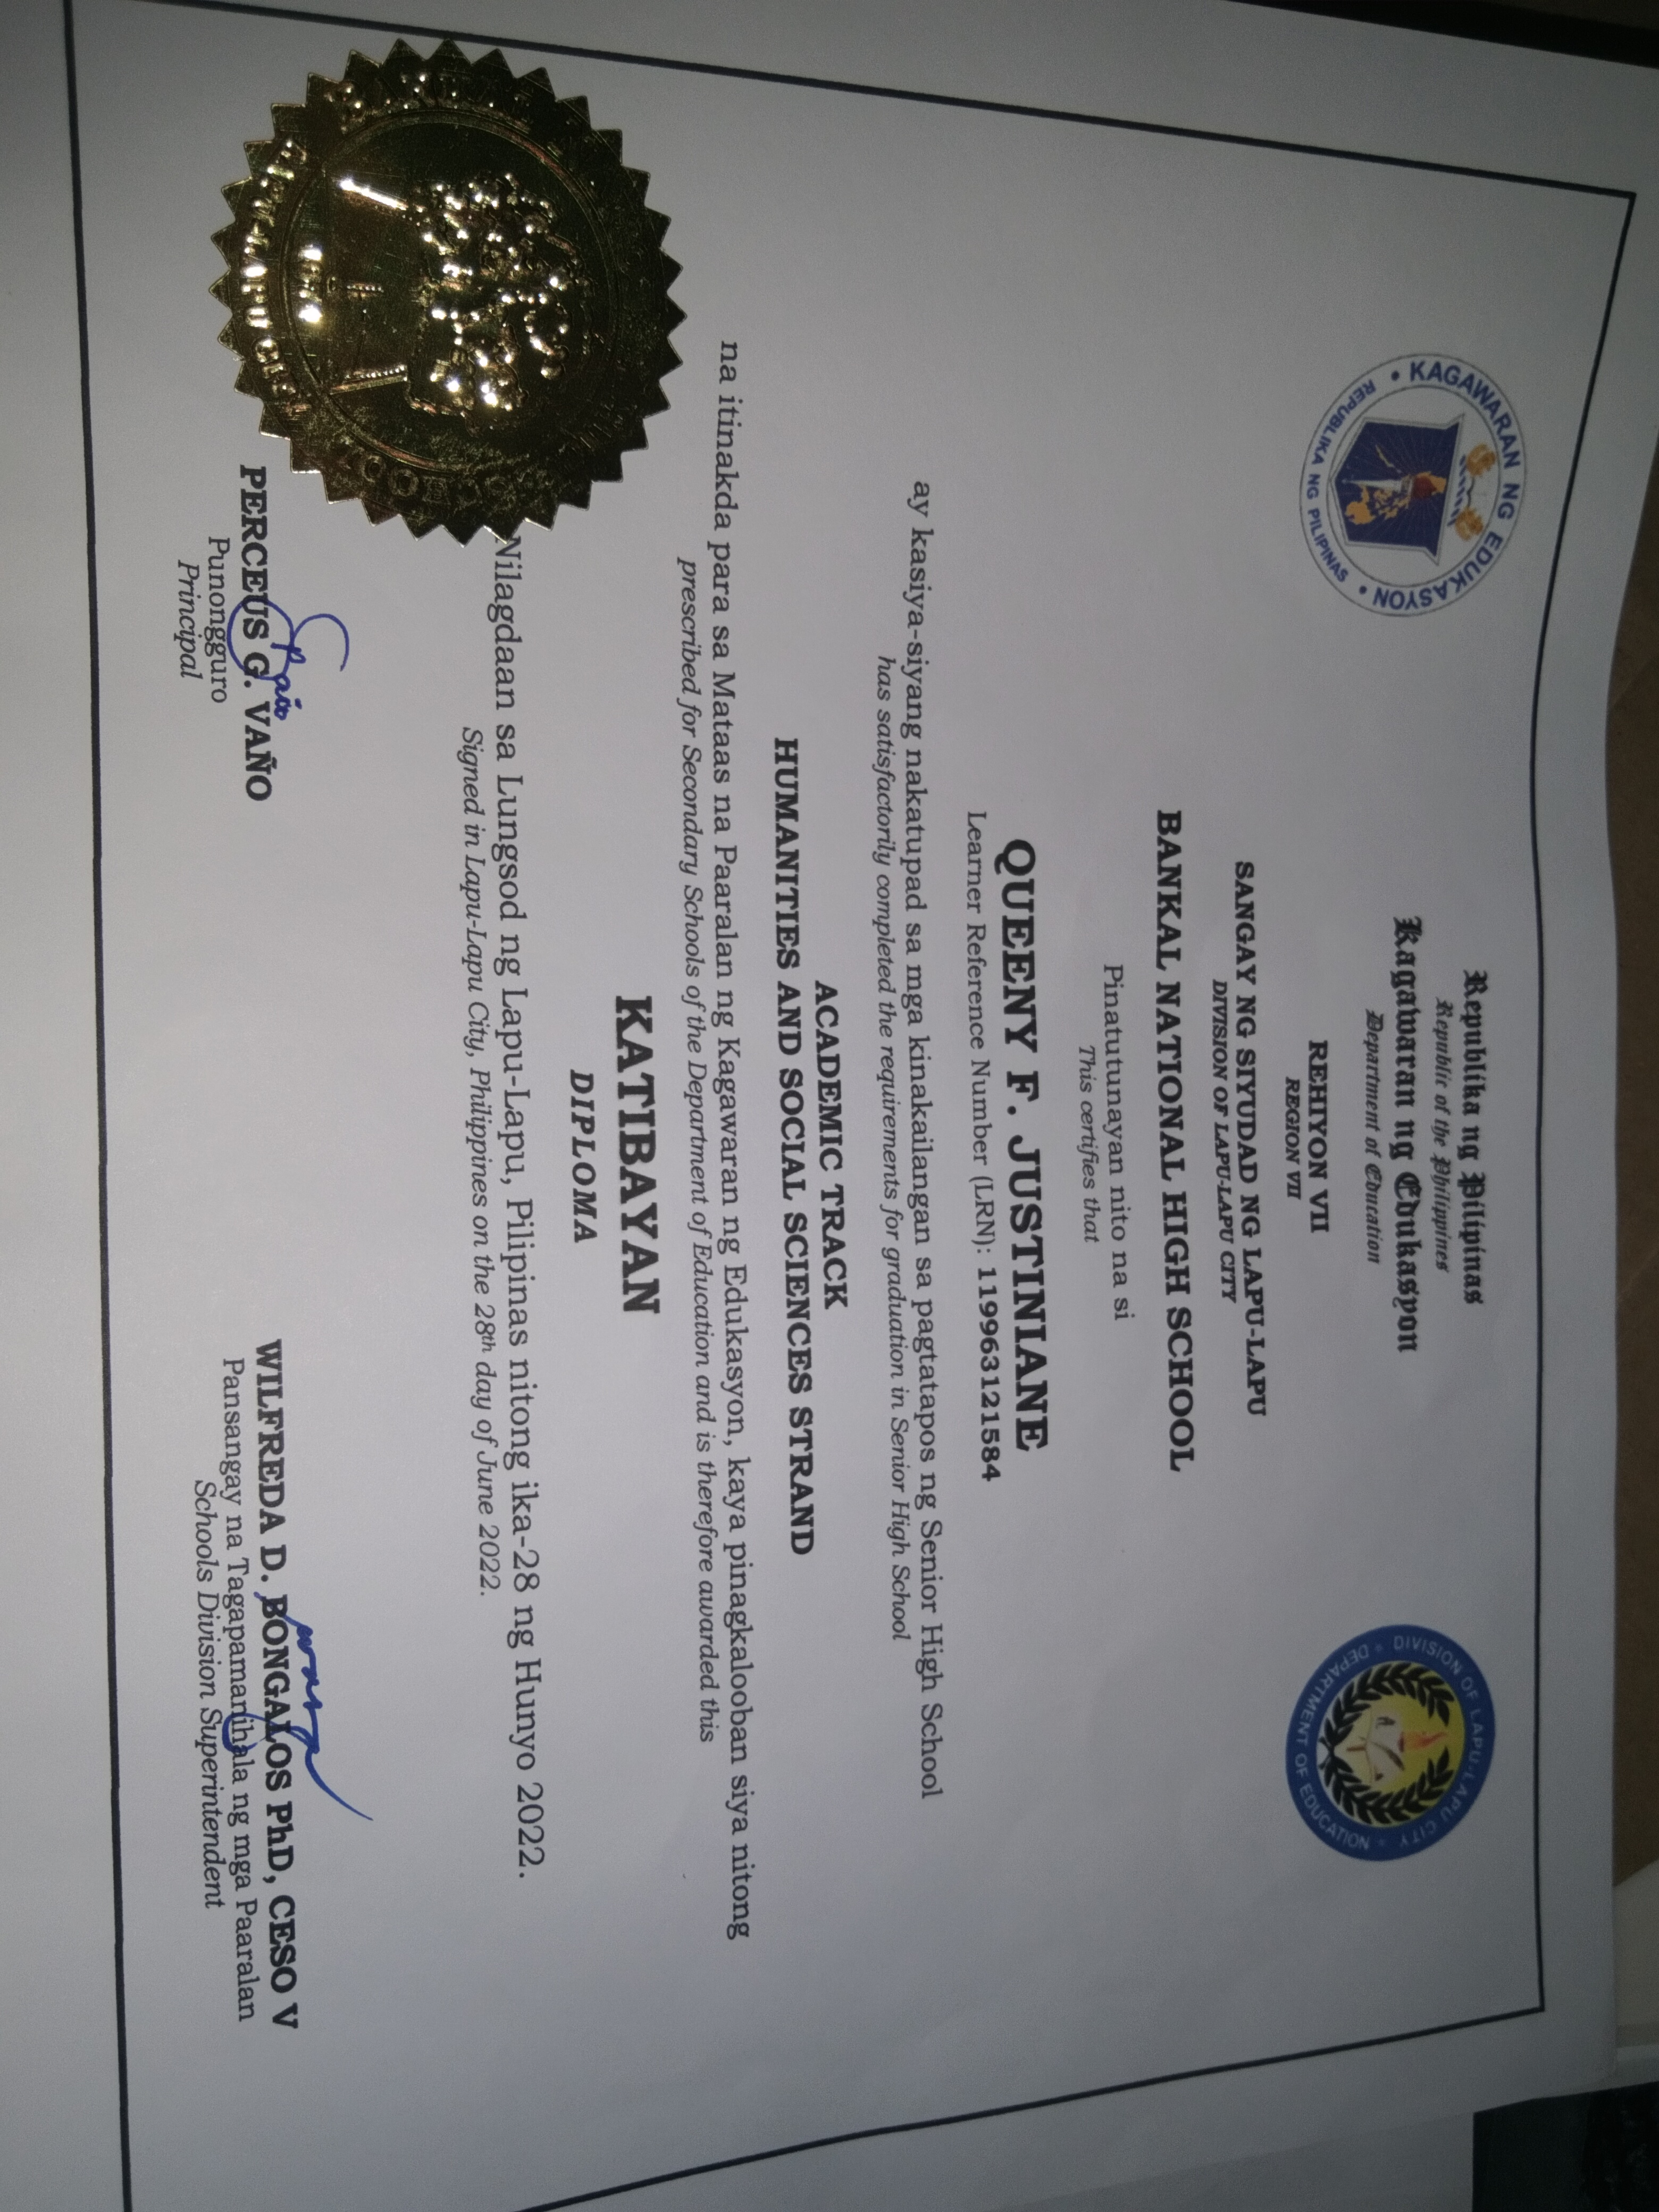 KAGAWARAN NG EDUKASYON
REPUBLIKA NG PILIPINAS
Republika ng Pilipinas
Republic of the Philippines
Kagawaran ng Edukasyon
Department of Education
DIVISION OF LAPU-LAPU CITY
DEPARTMENT OF EDUCATION
REHIYON VII
REGION VII
SANGAY NG SIYUDAD NG LAPU-LAPU
DIVISION OF LAPU-LAPU CITY
BANKAL NATIONAL HIGH SCHOOL
Pinatutunayan nito na si
This certifies that
QUEENY F. JUSTINIANE
Learner Reference Number (LRN): 119963121584
ay kasiya-siyang nakatupad sa mga kinakailangan sa pagtatapos ng Senior High School
has satisfactorily completed the requirements for graduation in Senior High School
ACADEMIC TRACK
HUMANITIES AND SOCIAL SCIENCES STRAND
na itinakda para sa Mataas na Paaralan ng Kagawaran ng Edukasyon, kaya pinagkalooban siya nitong
prescribed for Secondary Schools of the Department of Education and is therefore awarded this
KATIBAYAN
DIPLOMA
Nilagdaan sa Lungsod ng Lapu-Lapu, Pilipinas nitong ika-28 ng Hunyo 2022.
Signed in Lapu-Lapu City, Philippines on the 28th day of June 2022.
PERCEUS G. VAÑO
Punongguro
Principal
WILFREDA D. BONGALOS PhD, CESO V
Pansangay na Tagapamanihala ng mga Paaralan
Schools Division Superintendent